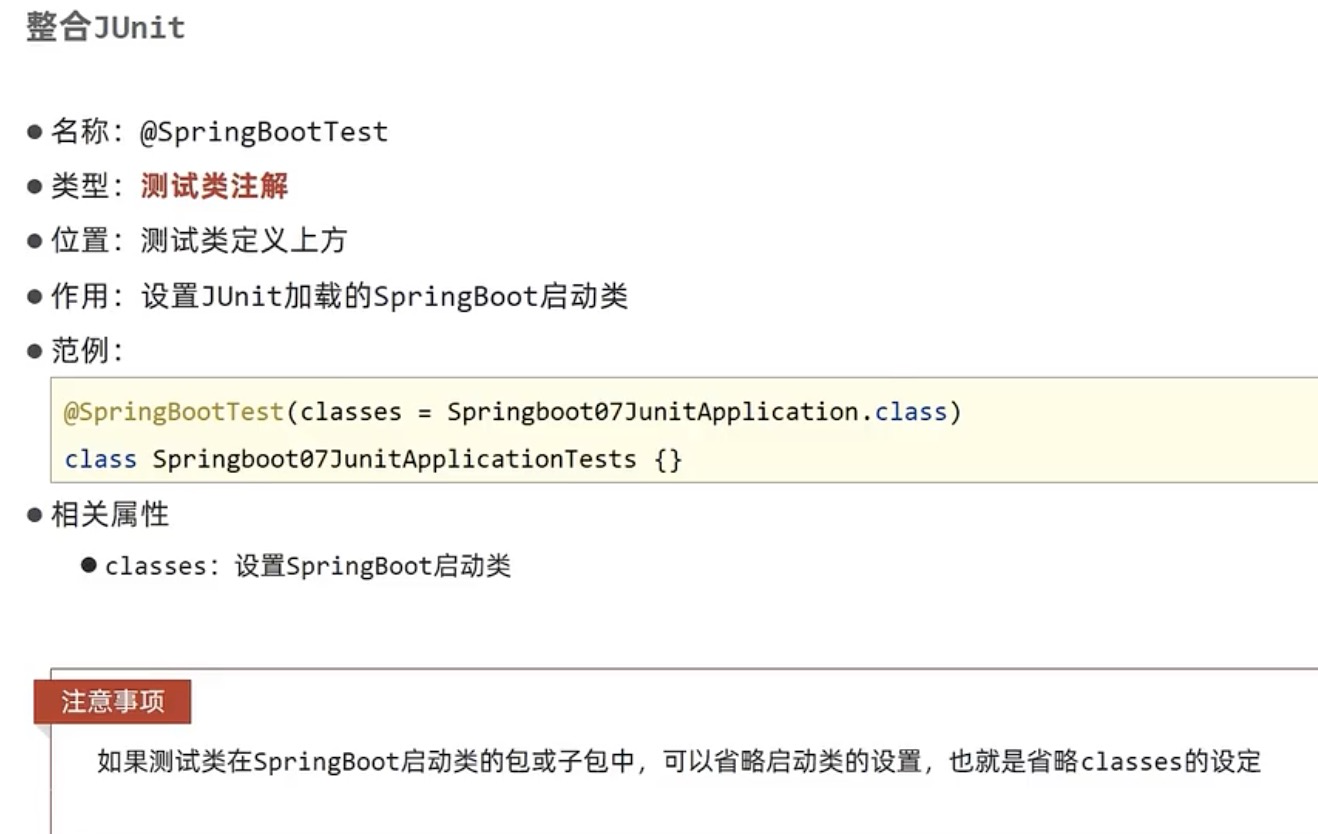 整合JUnit
名称：@SpringBootTest
类型：测试类注解
位置：测试类定义上方
作用：设置JUnit加载的SpringBoot启动类
范例：
@SpringBootTest(classes = Springboot07JunitApplication.class)
class Springboot07JunitApplicationTests {}
相关属性
classes：设置SpringBoot启动类
注意事项
如果测试类在SpringBoot启动类的包或子包中，可以省略启动类的设置，也就是省略classes的设定